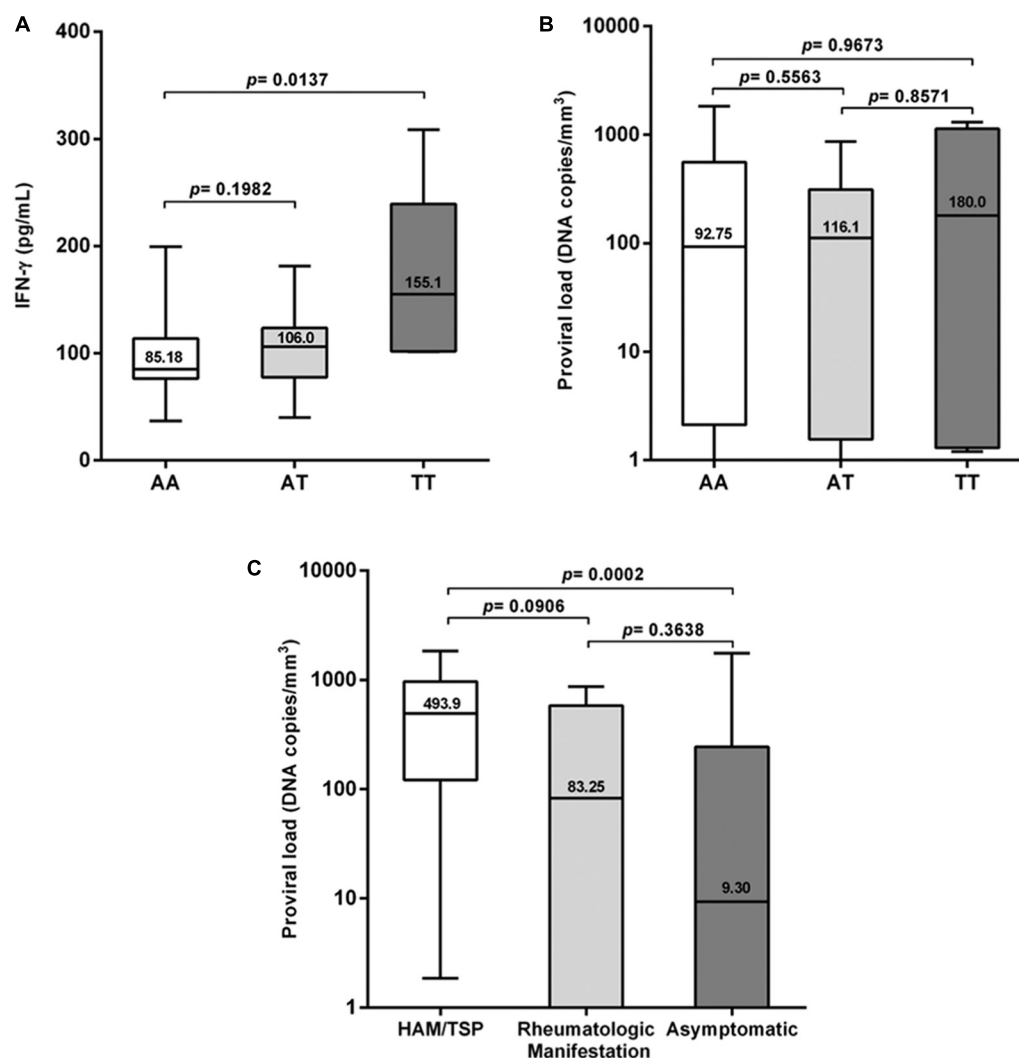 A
400
300
200
100
0
IFN-γ (pg/mL)
p= 0.0137
p= 0.1982
85.18
106.0
155.1
AA
AT
TT
B
10000
1000
100
10
1
Proviral load (DNA copies/mm³)
p= 0.9673
p= 0.5563
p= 0.8571
92.75
116.1
180.0
AA
AT
TT
C
10000
1000
100
10
1
Proviral load (DNA copies/mm³)
p= 0.0002
p= 0.0906
p= 0.3638
493.9
83.25
9.30
HAM/TSP
Rheumatologic
Manifestation
Asymptomatic